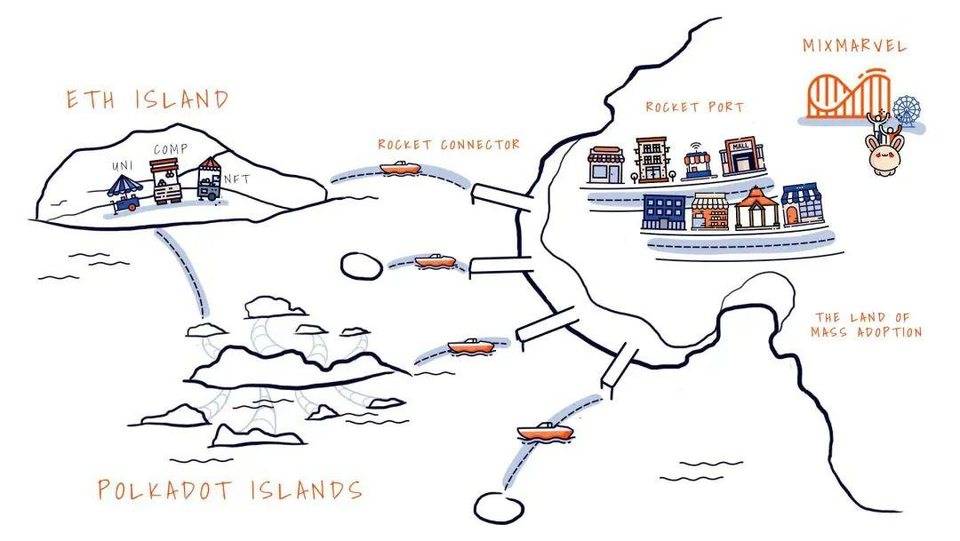 MIXMARVEL
ETH ISLAND
ROCKET PORT
ROCKET CONNECTOR
COMP
UNI
NFT
MALL
THE LAND OF
MASS ADOPTION
POLKADOT ISLANDS